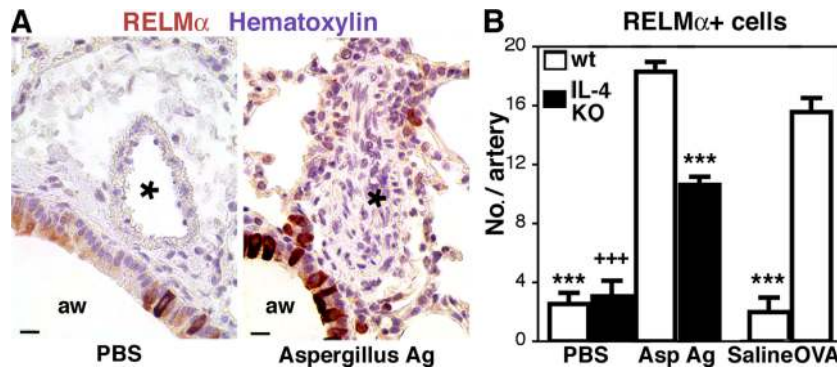 A RELMα Hematoxylin
*
aw
PBS
*
aw
Aspergillus Ag
B RELMα+ cells
No./ artery
20
16
12
8
4
0
wt
IL-4
KO
***
+++
***
***
PBS Asp Ag Saline OVA